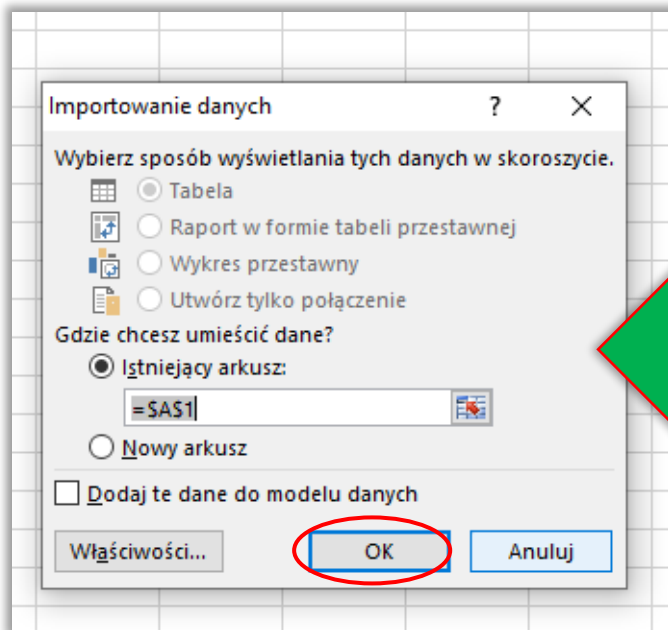 Importowanie danych ? ×
Wybierz sposób wyświetlania tych danych w skoroszycie.
Tabela
Raport w formie tabeli przestawnej
Wykres przestawny
Utwórz tylko połączenie
Gdzie chcesz umieścić dane?
Istniejący arkusz:
=$A$1
Nowy arkusz
Dodaj te dane do modelu danych
Właściwości... OK Anuluj